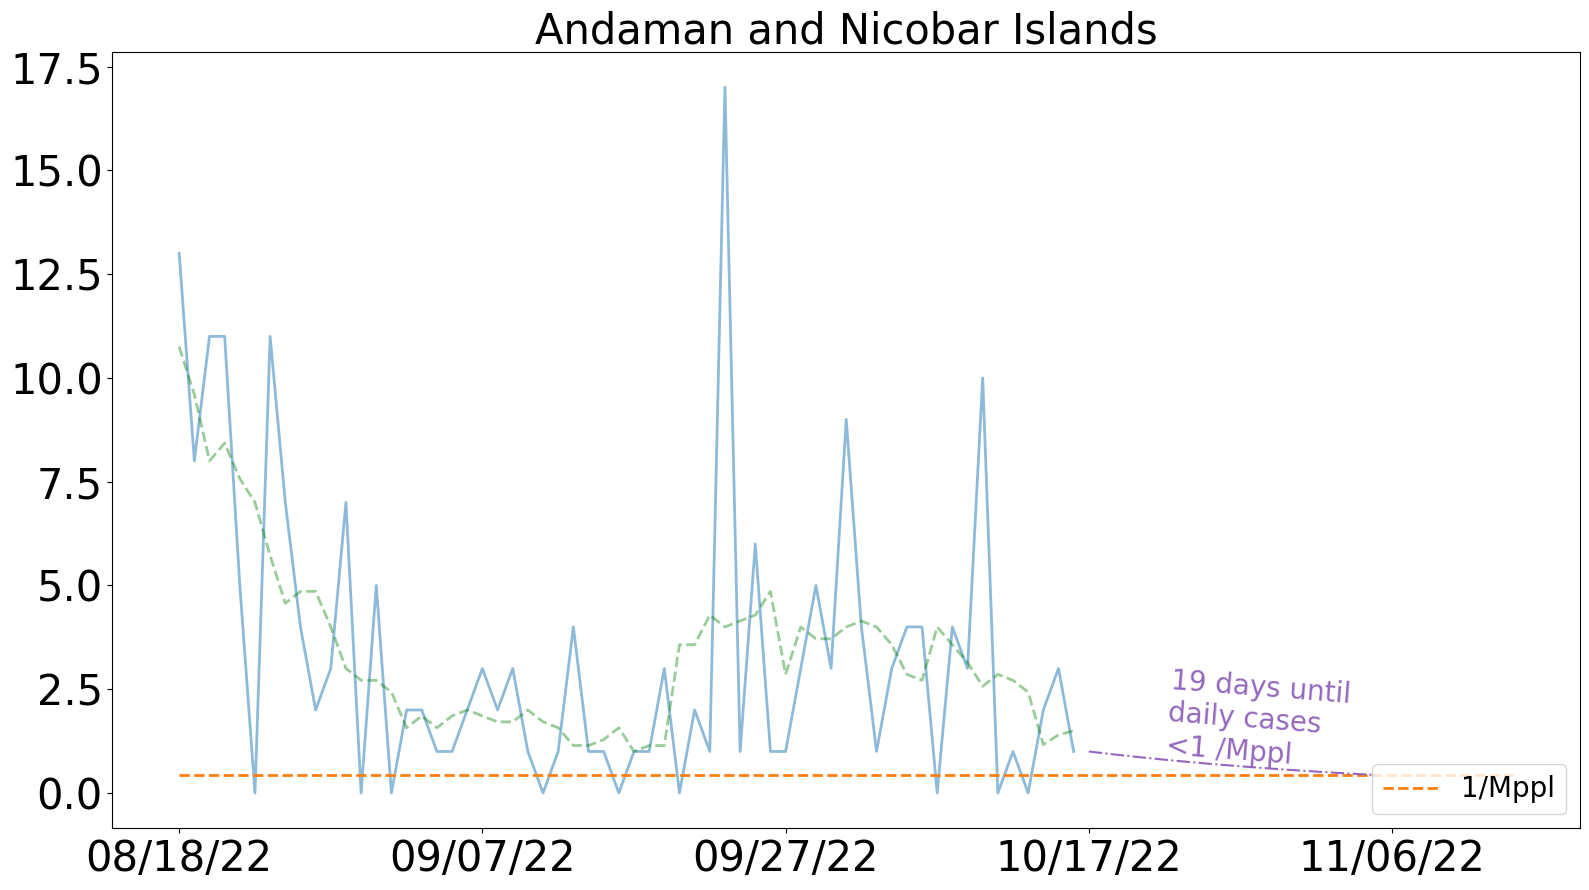 Andaman and Nicobar Islands
17.5
15.0
12.5
10.0
7.5
5.0
2.5
0.0
19 days until
daily cases
<1 /Mppl
1/Mppl
08/18/22 09/07/22 09/27/22 10/17/22 11/06/22